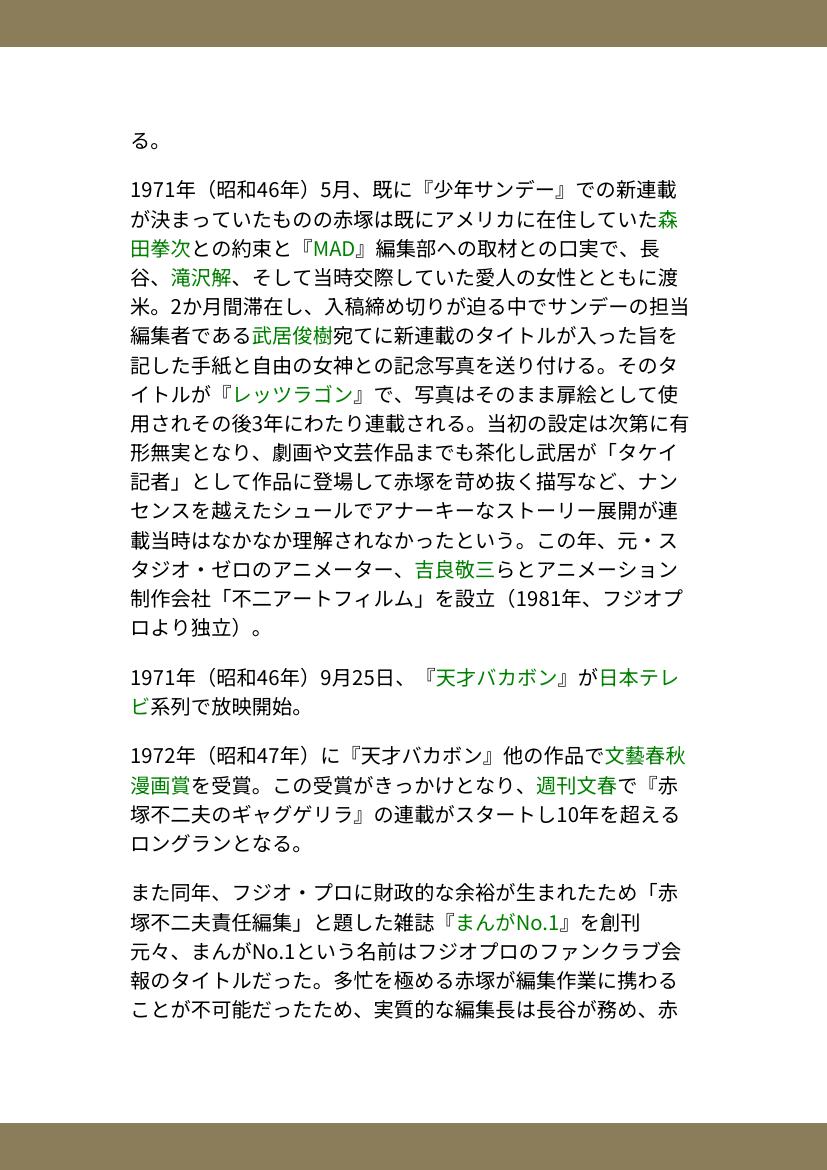 る。
1971年（昭和46年）5月、既に『少年サンデー』での新連載
が決まっていたものの赤塚は既にアメリカに在住していた森
田拳次との約束と『MAD』編集部への取材との口実で、長
谷、滝沢解、そして当時交際していた愛人の女性とともに渡
米。2か月間滞在し、入稿締め切りが迫る中でサンデーの担当
編集者である武居俊樹宛てに新連載のタイトルが入った旨を
記した手紙と自由の女神との記念写真を送り付ける。そのタ
イトルが『レッツラゴン』で、写真はそのまま扉絵として使
用されその後3年にわたり連載される。当初の設定は次第に有
形無実となり、劇画や文芸作品までも茶化し武居が「タケイ
記者」として作品に登場して赤塚を苛め抜く描写など、ナン
センスを越えたシュールでアナーキーなストーリー展開が連
載当時はなかなか理解されなかったという。この年、元・ス
タジオ・ゼロのアニメーター、吉良敬三らとアニメーション
制作会社「不二アートフィルム」を設立（1981年、フジオプ
ロより独立）。
1971年（昭和46年）9月25日、『天才バカボン』が日本テレ
ビ系列で放映開始。
1972年（昭和47年）に『天才バカボン』他の作品で文藝春秋
漫画賞を受賞。この受賞がきっかけとなり、週刊文春で『赤
塚不二夫のギャグゲリラ』の連載がスタートし10年を超える
ロングランとなる。
また同年、フジオ・プロに財政的な余裕が生まれたため「赤
塚不二夫責任編集」と題した雑誌『まんがNo.1』を創刊
元々、まんがNo.1という名前はフジオプロのファンクラブ会
報のタイトルだった。多忙を極める赤塚が編集作業に携わる
ことが不可能だったため、実質的な編集長は長谷が務め、赤